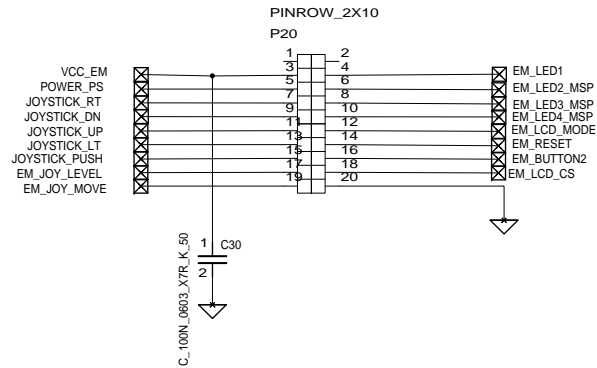 PINROW_2X10
P20
1 2
VCC_EM 3 4 EM_LED1
POWER_PS 5 6 EM_LED2_MSP
JOYSTICK_RT 7 8 EM_LED3_MSP
JOYSTICK_DN 9 10 EM_LED4_MSP
JOYSTICK_UP 11 12 EM_LCD_MODE
JOYSTICK_LT 13 14 EM_RESET
JOYSTICK_PUSH 15 16 EM_BUTTON2
EM_JOY_LEVEL 17 18 EM_LCD_CS
EM_JOY_MOVE 19 20
1 C30
2
C_100N_0603_X7R_K_50